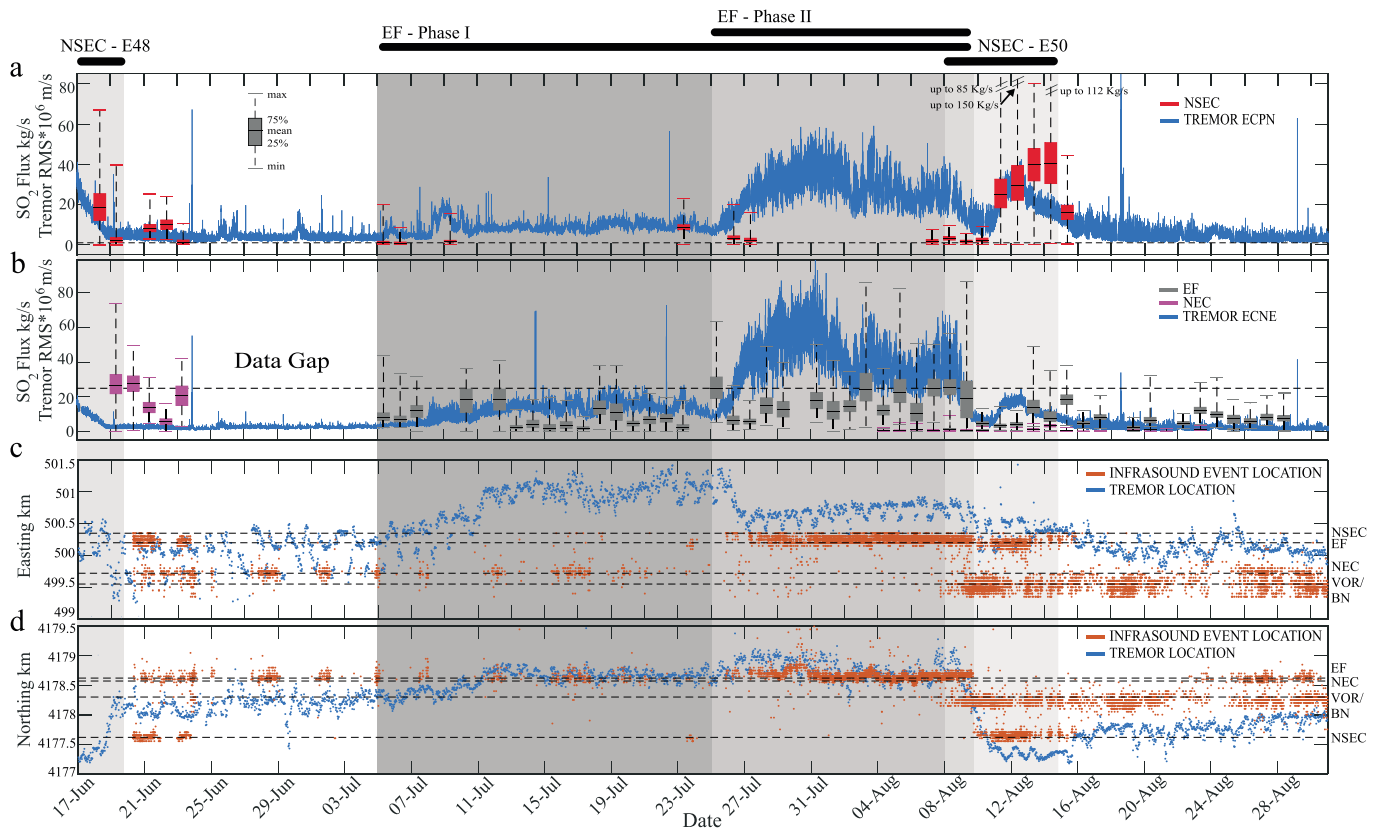 EF - Phase II
EF - Phase I
NSEC - E48
NSEC - E50
a
SO2 Flux kg/s
Tremor RMS*10^6 m/s
80
60
40
20
0
max
75%
mean
25%
min
up to 85 Kg/s
up to 150 Kg/s
up to 112 Kg/s
NSEC
TREMOR ECPN
b
SO2 Flux kg/s
Tremor RMS*10^6 m/s
80
60
40
20
0
Data Gap
EF
NEC
TREMOR ECNE
c
Easting km
501.5
501
500.5
500
499.5
499
INFRASOUND EVENT LOCATION
TREMOR LOCATION
NSEC
EF
NEC
VOR/
BN
d
Northing km
4179.5
4179
4178.5
4178
4177.5
4177
INFRASOUND EVENT LOCATION
TREMOR LOCATION
EF
NEC
VOR/
BN
NSEC
17-Jun
21-Jun
25-Jun
29-Jun
03-Jul
07-Jul
11-Jul
15-Jul
19-Jul
23-Jul
27-Jul
31-Jul
04-Aug
08-Aug
12-Aug
16-Aug
20-Aug
24-Aug
28-Aug
Date